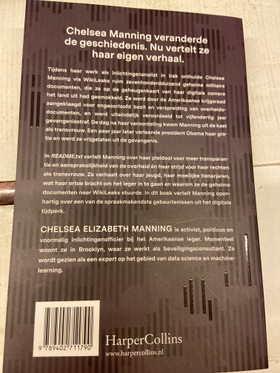 Chelsea Manning veranderde
de geschiedenis. Nu vertelt ze
haar eigen verhaal.
Tijdens haar werk als inlichtingenanalist in Irak onthulde Chelsea
Manning via WikiLeaks ruim zevenhonderdduizend geheime militaire
documenten, die ze op de geheugenkaart van haar digitale camera
het land uit had gesmokkeld. Ze werd door de Amerikaanse krijgsraad
aangeklaagd voor ongeoorloofd bezit en verspreiding van overheids-
documenten, en werd uiteindelijk veroordeeld tot vijfendertig jaar
gevangenisstraf. De dag na haar veroordeling kwam Manning uit de kast
als transvrouw. Een paar jaar later verleende president Obama haar gra-
tie en werd ze vrijgelaten uit de gevangenis.
In README.txt vertelt Manning over haar pleidooi voor meer transparan-
tie en aansprakelijkheid van de overheid én haar strijd voor haar rechten
als transvrouw. Ze verhaalt over haar jeugd, haar moeilijke tienerjaren,
wat haar ertoe bracht om het leger in te gaan en waarom ze de geheime
documenten naar WikiLeaks stuurde. In dit boek vertelt Manning open-
hartig over een van de spraakmakendste gebeurtenissen uit het digitale
tijdperk.
CHELSEA ELIZABETH MANNING is activist, politicus en
voormalig inlichtingenofficier bij het Amerikaanse leger. Momenteel
woont ze in Brooklyn, waar ze werkt als beveiligingsconsultant. Ze
wordt gezien als een expert op het gebied van data science en machine-
learning.
9 789402 711790
HarperCollins
www.harpercollins.nl